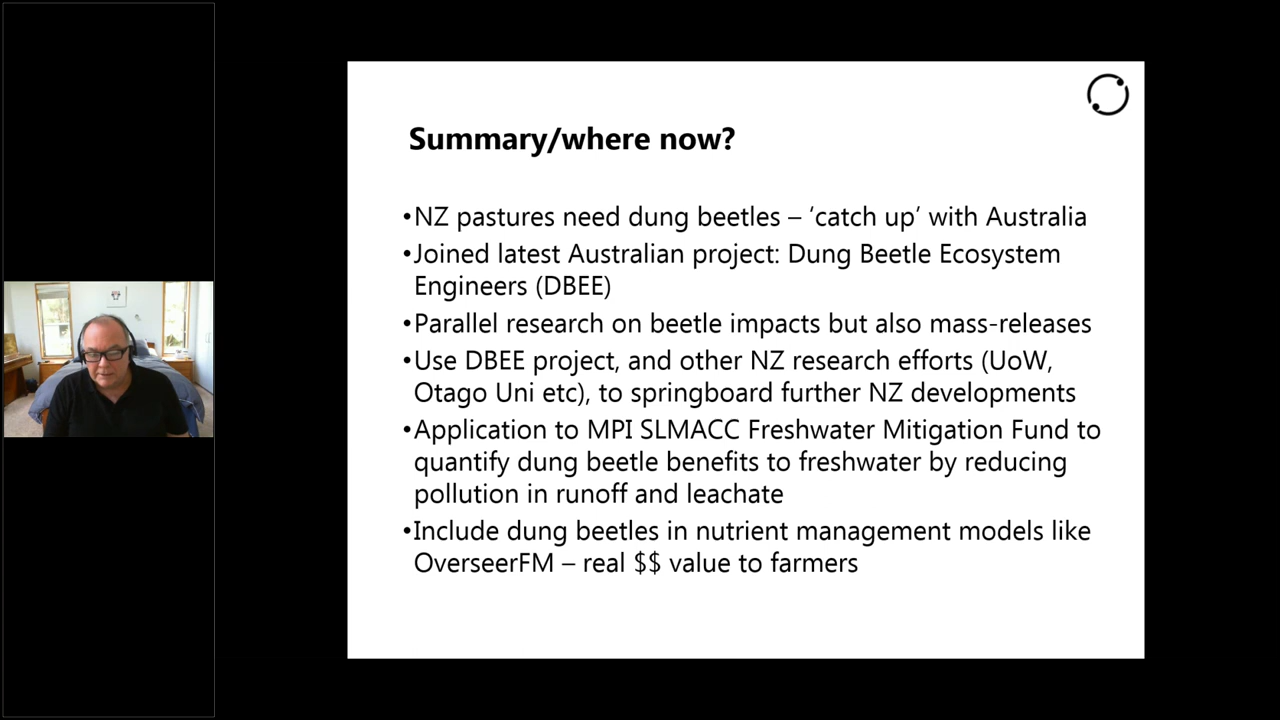 Summary/where now?
•NZ pastures need dung beetles – ‘catch up’ with Australia
•Joined latest Australian project: Dung Beetle Ecosystem
Engineers (DBEE)
•Parallel research on beetle impacts but also mass-releases
•Use DBEE project, and other NZ research efforts (UoW,
Otago Uni etc), to springboard further NZ developments
•Application to MPI SLMACC Freshwater Mitigation Fund to
quantify dung beetle benefits to freshwater by reducing
pollution in runoff and leachate
•Include dung beetles in nutrient management models like
OverseerFM – real $$ value to farmers